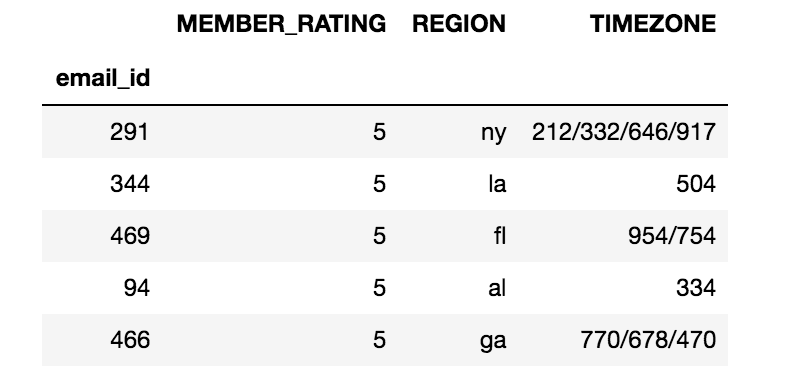 MEMBER_RATING REGION TIMEZONE
email_id
291 5 ny 212/332/646/917
344 5 la 504
469 5 fl 954/754
94 5 al 334
466 5 ga 770/678/470